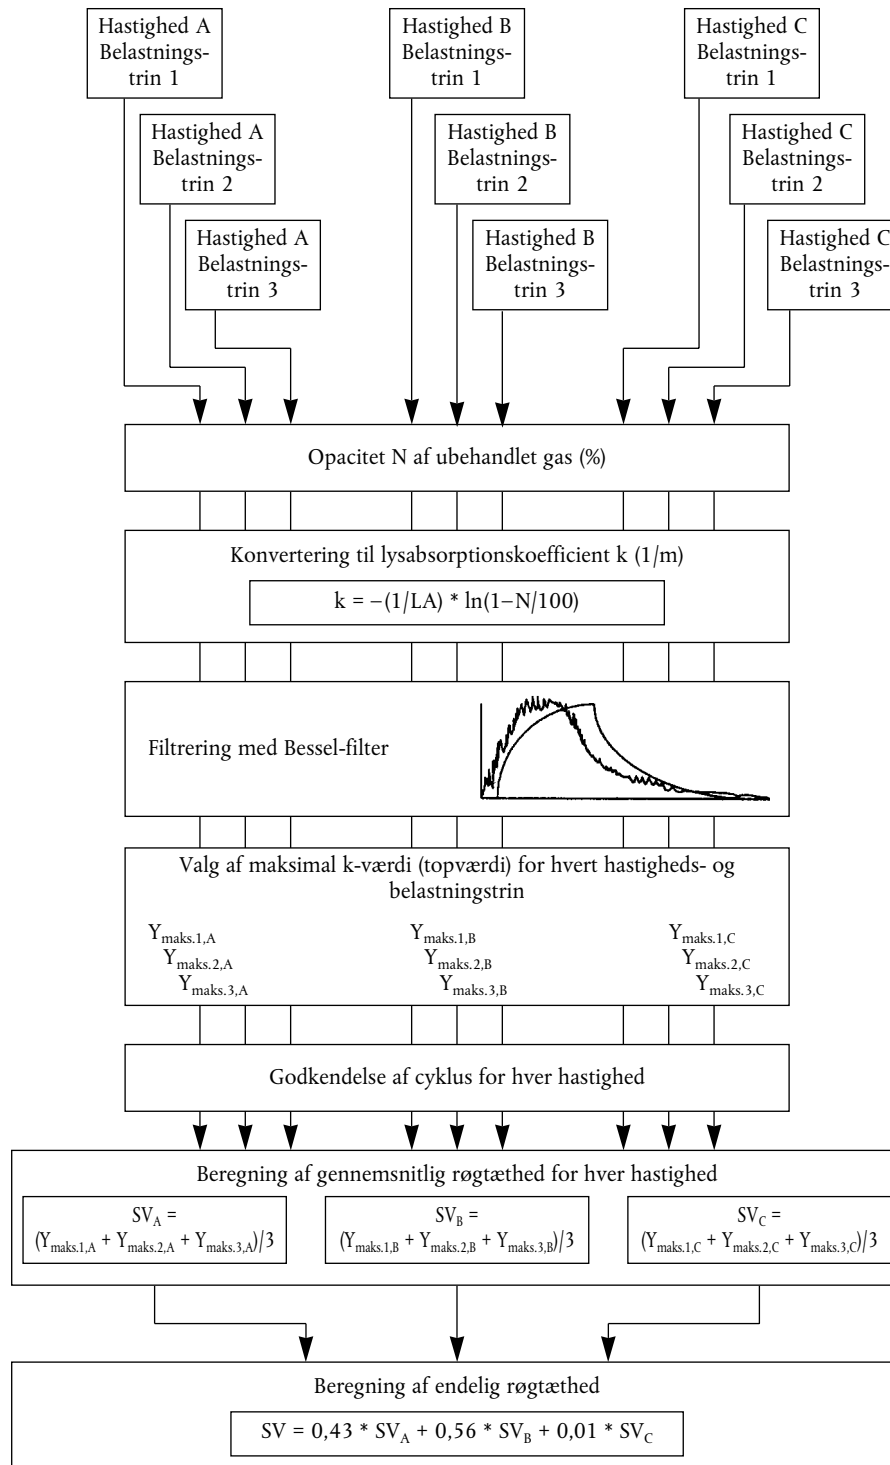 Hastighed A
Belastnings-
trin 1
Hastighed B
Belastnings-
trin 1
Hastighed C
Belastnings-
trin 1
Hastighed A
Belastnings-
trin 2
Hastighed B
Belastnings-
trin 2
Hastighed C
Belastnings-
trin 2
Hastighed A
Belastnings-
trin 3
Hastighed B
Belastnings-
trin 3
Hastighed C
Belastnings-
trin 3
Opacitet N af ubehandlet gas (%)
Konvertering til lysabsorptionskoefficient k (1/m)
k = −(1/LA) * ln(1−N/100)
Filtrering med Bessel-filter
Valg af maksimal k-værdi (topværdi) for hvert hastigheds- og
belastningstrin
Ymaks.1,A
Ymaks.1,B
Ymaks.1,C
Ymaks.2,A
Ymaks.2,B
Ymaks.2,C
Ymaks.3,A
Ymaks.3,B
Ymaks.3,C
Godkendelse af cyklus for hver hastighed
Beregning af gennemsnitlig røgtæthed for hver hastighed
SVA =
(Ymaks.1,A + Ymaks.2,A + Ymaks.3,A)/3
SVB =
(Ymaks.1,B + Ymaks.2,B + Ymaks.3,B)/3
SVC =
(Ymaks.1,C + Ymaks.2,C + Ymaks.3,C)/3
Beregning af endelig røgtæthed
SV = 0,43 * SVA + 0,56 * SVB + 0,01 * SVC